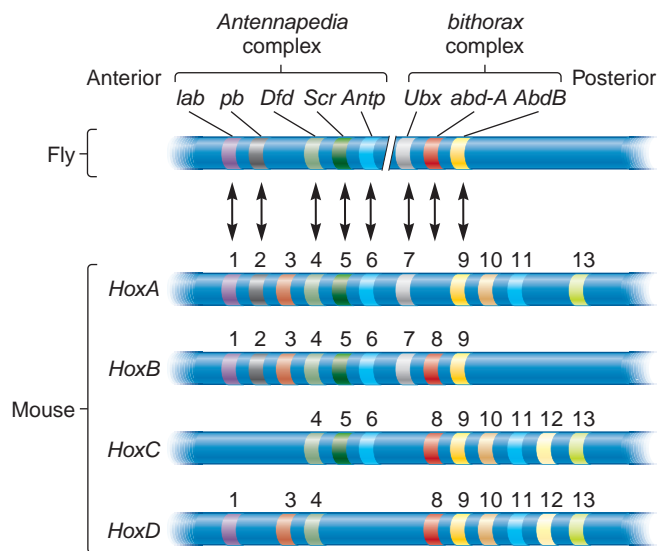 Antennapedia
complex
bithorax
complex
Anterior
Posterior
lab pb Dfd Scr Antp Ubx abd-A AbdB
Fly
1 2 3 4 5 6 7 9 10 11 13
HoxA
1 2 3 4 5 6 7 8 9
HoxB
Mouse
4 5 6 8 9 10 11 12 13
HoxC
1 3 4 8 9 10 11 12 13
HoxD